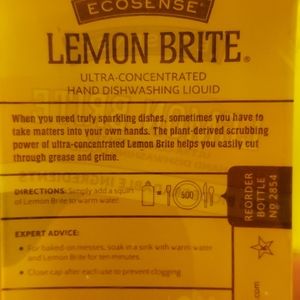 ECOSENSE®
LEMON BRITE®
ULTRA-CONCENTRATED
HAND DISHWASHING LIQUID
When you need truly sparkling dishes, sometimes you have to
take matters into your own hands. The plant-derived scrubbing
power of ultra-concentrated Lemon Brite helps you easily cut
through grease and grime.
DIRECTIONS: Simply add a squirt
of Lemon Brite to warm water.
500
REORDER
BOTTLE
No 2854
EXPERT ADVICE:
• For baked-on messes, soak in a sink with warm water
and Lemon Brite for ten minutes.
• Close cap after each use to prevent clogging.